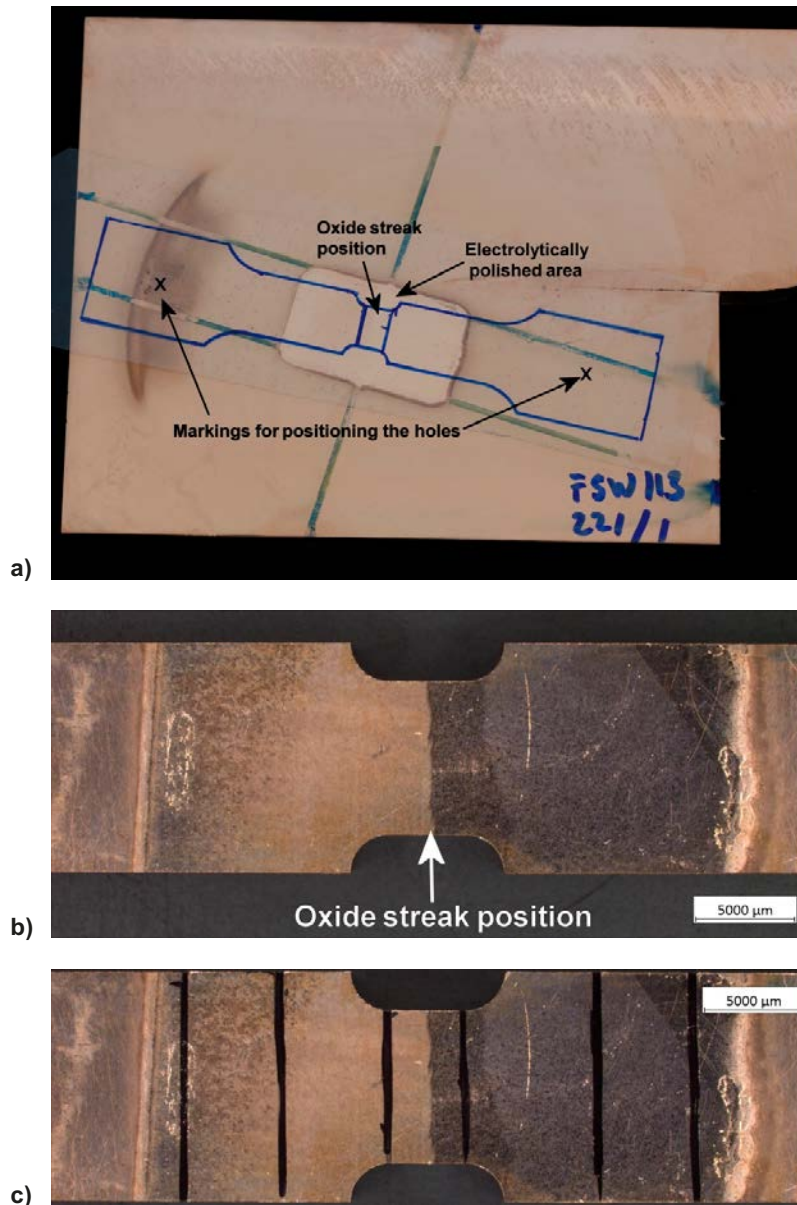 Oxide streak
position
Electrolytically
polished area
X
X
Markings for positioning the holes
FSW 113
221/1
a)
Oxide streak position
5000 µm
b)
5000 µm
c)